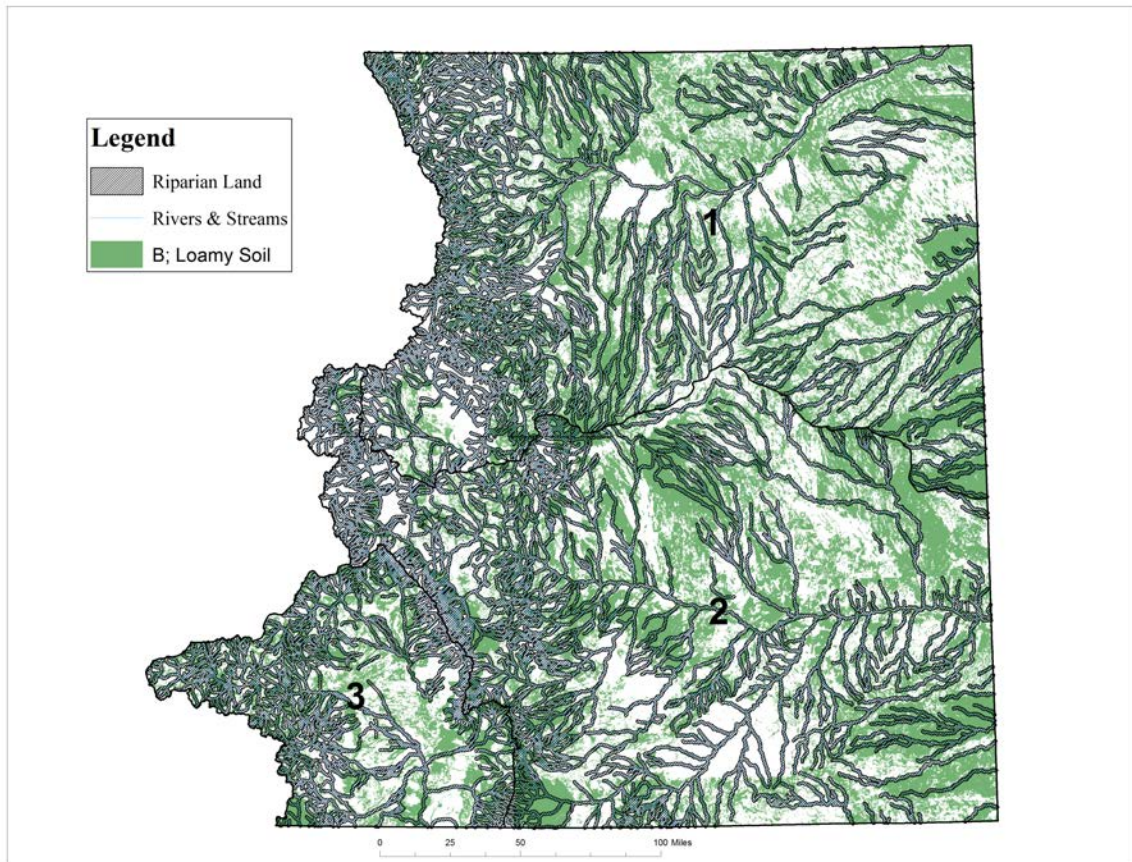 Legend
Riparian Land
Rivers & Streams
B; Loamy Soil
1
2
3
0 25 50 100 Miles